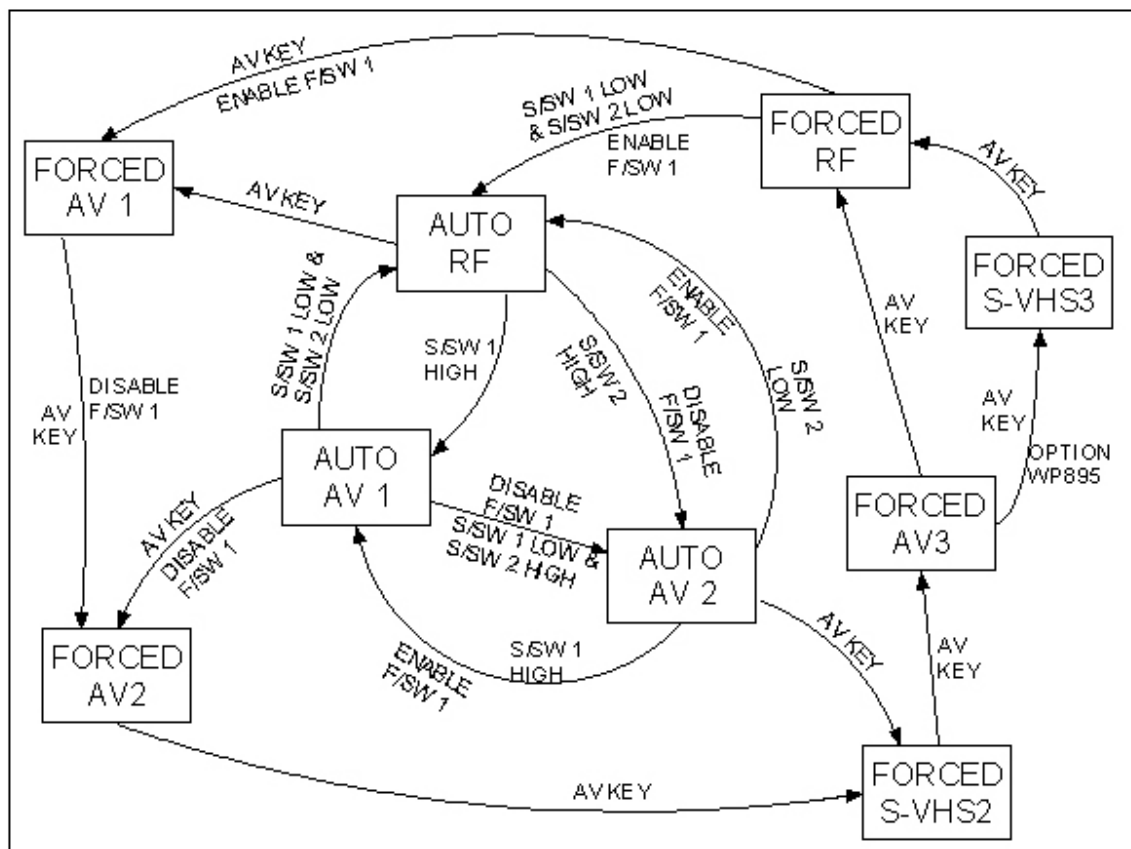 AV KEY
ENABLE F/SW 1
S/SW 1 LOW
& S/SW 2 LOW
ENABLE
F/SW 1
FORCED
RF
FORCED
AV 1
AV KEY
AV KEY
AUTO
RF
FORCED
S-VHS3
S/SW 1 LOW &
S/SW 2 LOW
S/SW 1
HIGH
S/SW 2
HIGH
ENABLE
F/SW 1
AV
KEY
DISABLE
F/SW 1
AV
KEY
DISABLE
F/SW 1
S/SW 2
LOW
AV
KEY
OPTION
WP895
AUTO
AV 1
DISABLE
F/SW 1
S/SW 1 LOW &
S/SW 2 HIGH
FORCED
AV3
AV KEY
DISABLE
F/SW 1
AUTO
AV 2
FORCED
AV2
ENABLE
F/SW 1
S/SW 1
HIGH
AV KEY
AV
KEY
FORCED
S-VHS2
AV KEY